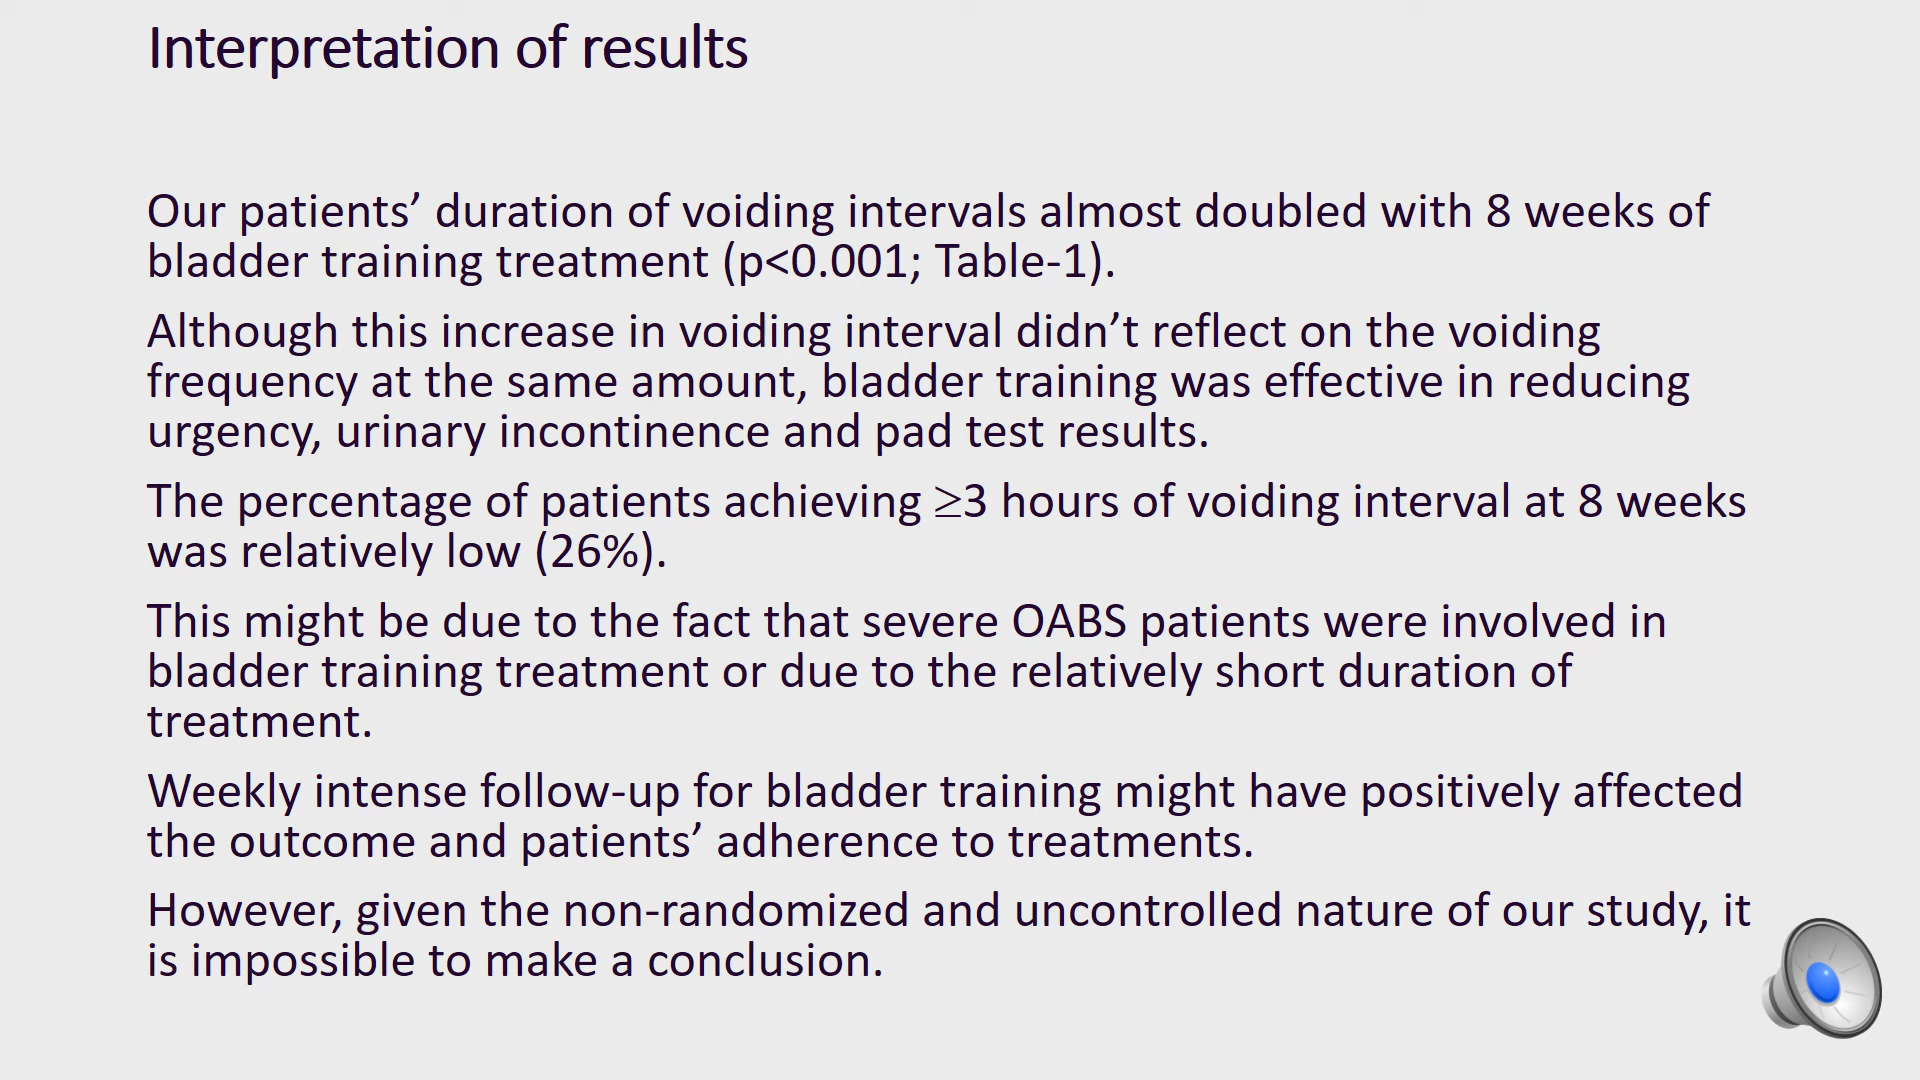 Interpretation of results
Our patients’ duration of voiding intervals almost doubled with 8 weeks of
bladder training treatment (p<0.001; Table-1).
Although this increase in voiding interval didn’t reflect on the voiding
frequency at the same amount, bladder training was effective in reducing
urgency, urinary incontinence and pad test results.
The percentage of patients achieving ≥3 hours of voiding interval at 8 weeks
was relatively low (26%).
This might be due to the fact that severe OABS patients were involved in
bladder training treatment or due to the relatively short duration of
treatment.
Weekly intense follow-up for bladder training might have positively affected
the outcome and patients’ adherence to treatments.
However, given the non-randomized and uncontrolled nature of our study, it
is impossible to make a conclusion.